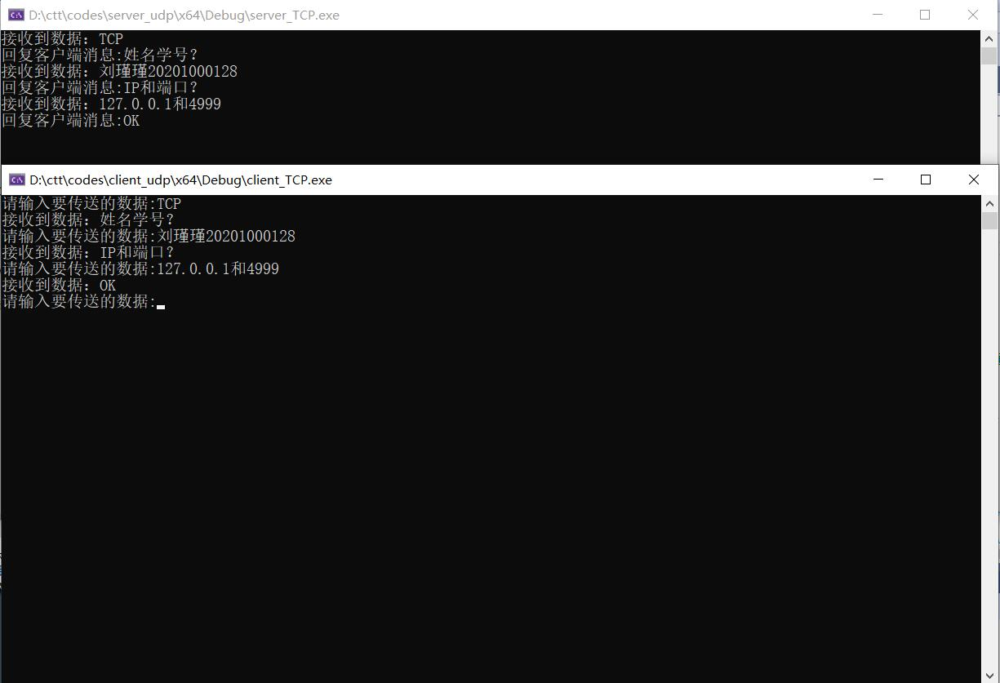 D:\ctt\codes\server_udp\x64\Debug\server_TCP.exe
接收到数据：TCP
回复客户端消息:姓名学号?
接收到数据：刘瑾瑾20201000128
回复客户端消息:IP和端口?
接收到数据：127.0.0.1和4999
回复客户端消息:OK
D:\ctt\codes\client_udp\x64\Debug\client_TCP.exe
请输入要传送的数据:TCP
接收到数据：姓名学号?
请输入要传送的数据:刘瑾瑾20201000128
接收到数据：IP和端口?
请输入要传送的数据:127.0.0.1和4999
接收到数据：OK
请输入要传送的数据: